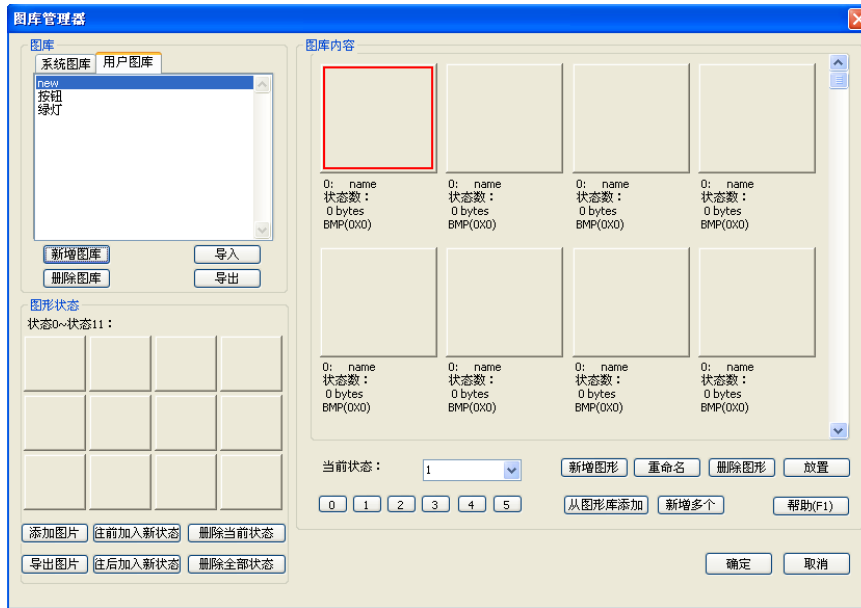 图库管理器
图库
系统图库 用户图库
new
按钮
绿灯
新增图库 导入
删除图库 导出
图形状态
状态0~状态11：
添加图片 往前加入新状态 删除当前状态
导出图片 往后加入新状态 删除全部状态
图库内容
0: name 0: name 0: name 0: name
状态数： 状态数： 状态数： 状态数：
0 bytes 0 bytes 0 bytes 0 bytes
BMP(0X0) BMP(0X0) BMP(0X0) BMP(0X0)
0: name 0: name 0: name 0: name
状态数： 状态数： 状态数： 状态数：
0 bytes 0 bytes 0 bytes 0 bytes
BMP(0X0) BMP(0X0) BMP(0X0) BMP(0X0)
当前状态： 1 新增图形 重命名 删除图形 放置
0 1 2 3 4 5 从图形库添加 新增多个 帮助(F1)
确定 取消